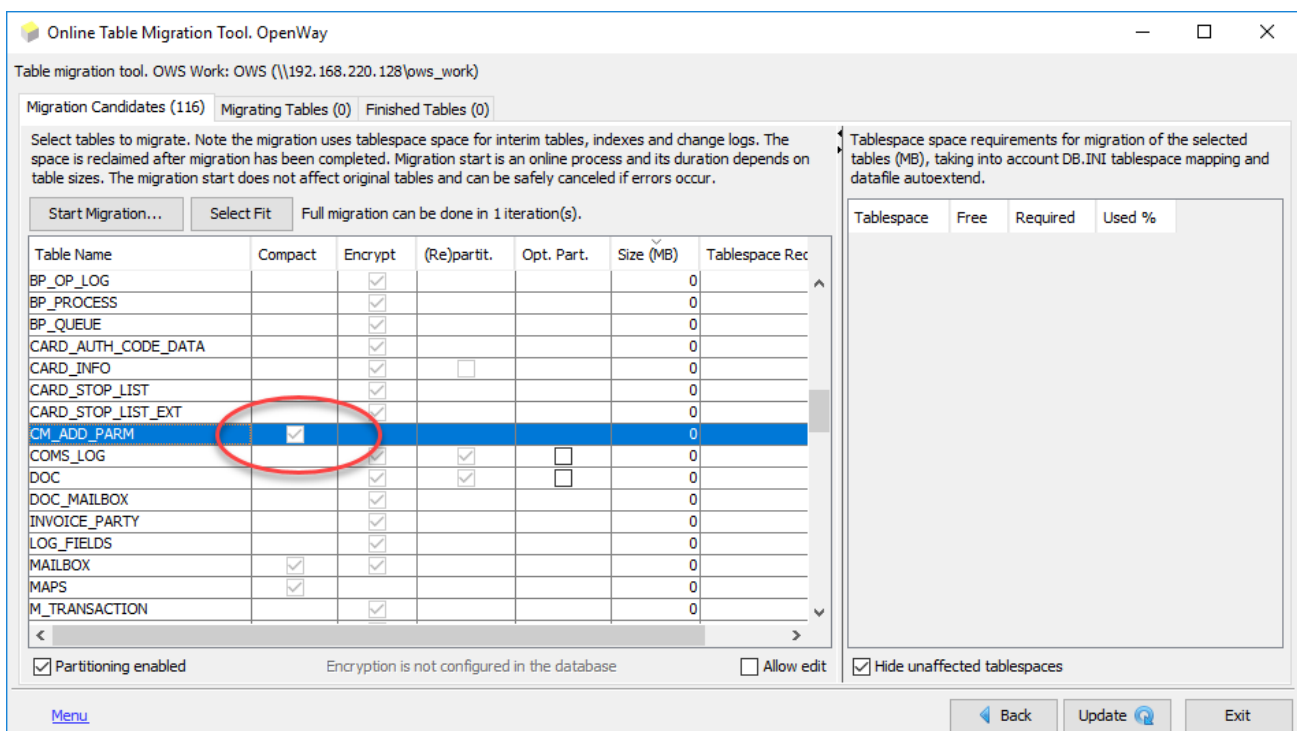 Online Table Migration Tool. OpenWay
Table migration tool. OWS Work: OWS (\\192.168.220.128\ows_work)
Migration Candidates (116) Migrating Tables (0) Finished Tables (0)
Select tables to migrate. Note the migration uses tablespace space for interim tables, indexes and change logs. The
space is reclaimed after migration has been completed. Migration start is an online process and its duration depends on
table sizes. The migration start does not affect original tables and can be safely canceled if errors occur.
Start Migration... Select Fit Full migration can be done in 1 iteration(s).
Table Name Compact Encrypt (Re)partit. Opt. Part. Size (MB) Tablespace Rec
BP_OP_LOG 0
BP_PROCESS 0
BP_QUEUE 0
CARD_AUTH_CODE_DATA 0
CARD_INFO 0
CARD_STOP_LIST 0
CARD_STOP_LIST_EXT 0
CM_ADD_PARM 0
COMS_LOG 0
DOC 0
DOC_MAILBOX 0
INVOICE_PARTY 0
LOG_FIELDS 0
MAILBOX 0
MAPS 0
M_TRANSACTION 0
Partitioning enabled Encryption is not configured in the database Allow edit
Tablespace space requirements for migration of the selected
tables (MB), taking into account DB.INI tablespace mapping and
datafile autoextend.
Tablespace Free Required Used %
Hide unaffected tablespaces
Menu Back Update Exit